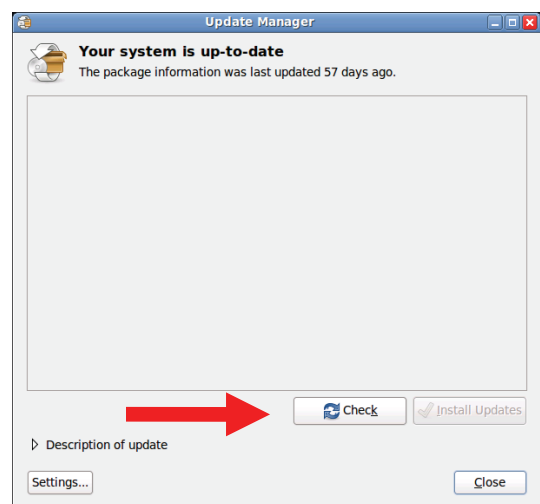 Update Manager
Your system is up-to-date
The package information was last updated 57 days ago.
Check
Install Updates
Description of update
Settings...
Close